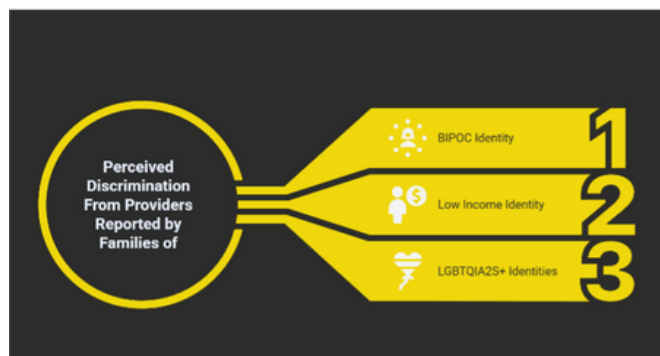 Perceived
Discrimination
From Providers
Reported by
Families of
BIPOC Identity
1
Low Income Identity
2
LGBTQIA2S+ Identities
3